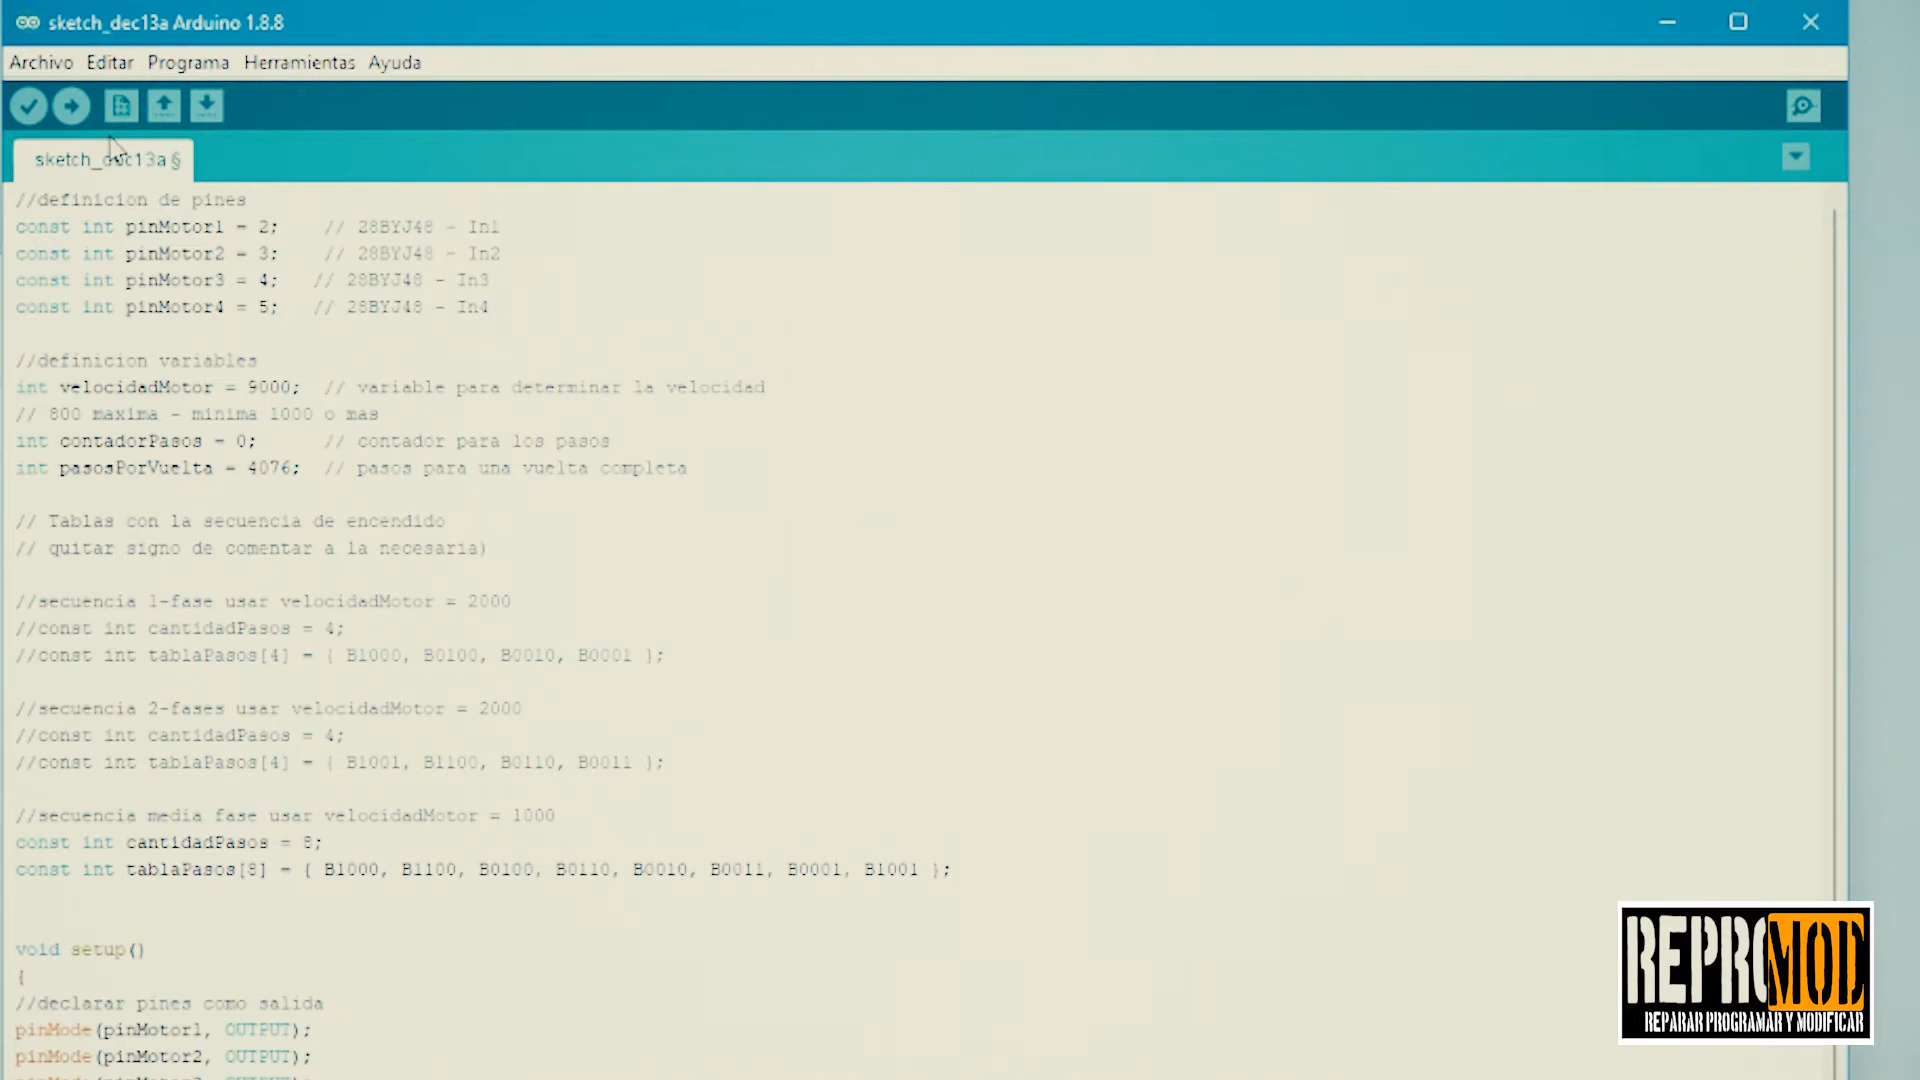 sketch_dec13a Arduino 1.8.8
Archivo Editar Programa Herramientas Ayuda
sketch_dec13a §
//definicion de pines
const int pinMotor1 = 2;    // 28BYJ48 - In1
const int pinMotor2 = 3;    // 28BYJ48 - In2
const int pinMotor3 = 4;   // 28BYJ48 - In3
const int pinMotor4 = 5;   // 28BYJ48 - In4
//definicion variables
int velocidadMotor = 9000;  // variable para determinar la velocidad
// 800 maxima - minima 1000 o mas
int contadorPasos = 0;      // contador para los pasos
int pasosPorVuelta = 4076;  // pasos para una vuelta completa
// Tablas con la secuencia de encendido
// quitar signo de comentar a la necesaria)
//secuencia 1-fase usar velocidadMotor = 2000
//const int cantidadPasos = 4;
//const int tablaPasos[4] = { B1000, B0100, B0010, B0001 };
//secuencia 2-fases usar velocidadMotor = 2000
//const int cantidadPasos = 4;
//const int tablaPasos[4] = { B1001, B1100, B0110, B0011 };
//secuencia media fase usar velocidadMotor = 1000
const int cantidadPasos = 8;
const int tablaPasos[8] = { B1000, B1100, B0100, B0110, B0010, B0011, B0001, B1001 };
void setup()
{
//declarar pines como salida
pinMode(pinMotor1, OUTPUT);
pinMode(pinMotor2, OUTPUT);
REPROMOD
REPARAR PROGRAMAR Y MODIFICAR